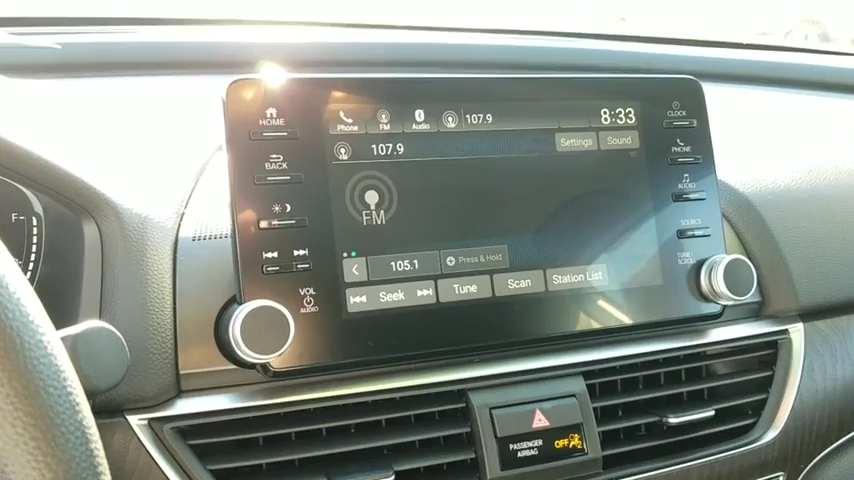 HOME
BACK
VOL
AUDIO
Phone
FM
Audio
107.9
8:33
107.9
Settings
Sound
FM
105.1
Press & Hold
Seek
Tune
Scan
Station List
CLOCK
PHONE
AUDIO
SOURCE
TUNE/
SCROLL
F
PASSENGER
AIRBAG
OFF
2